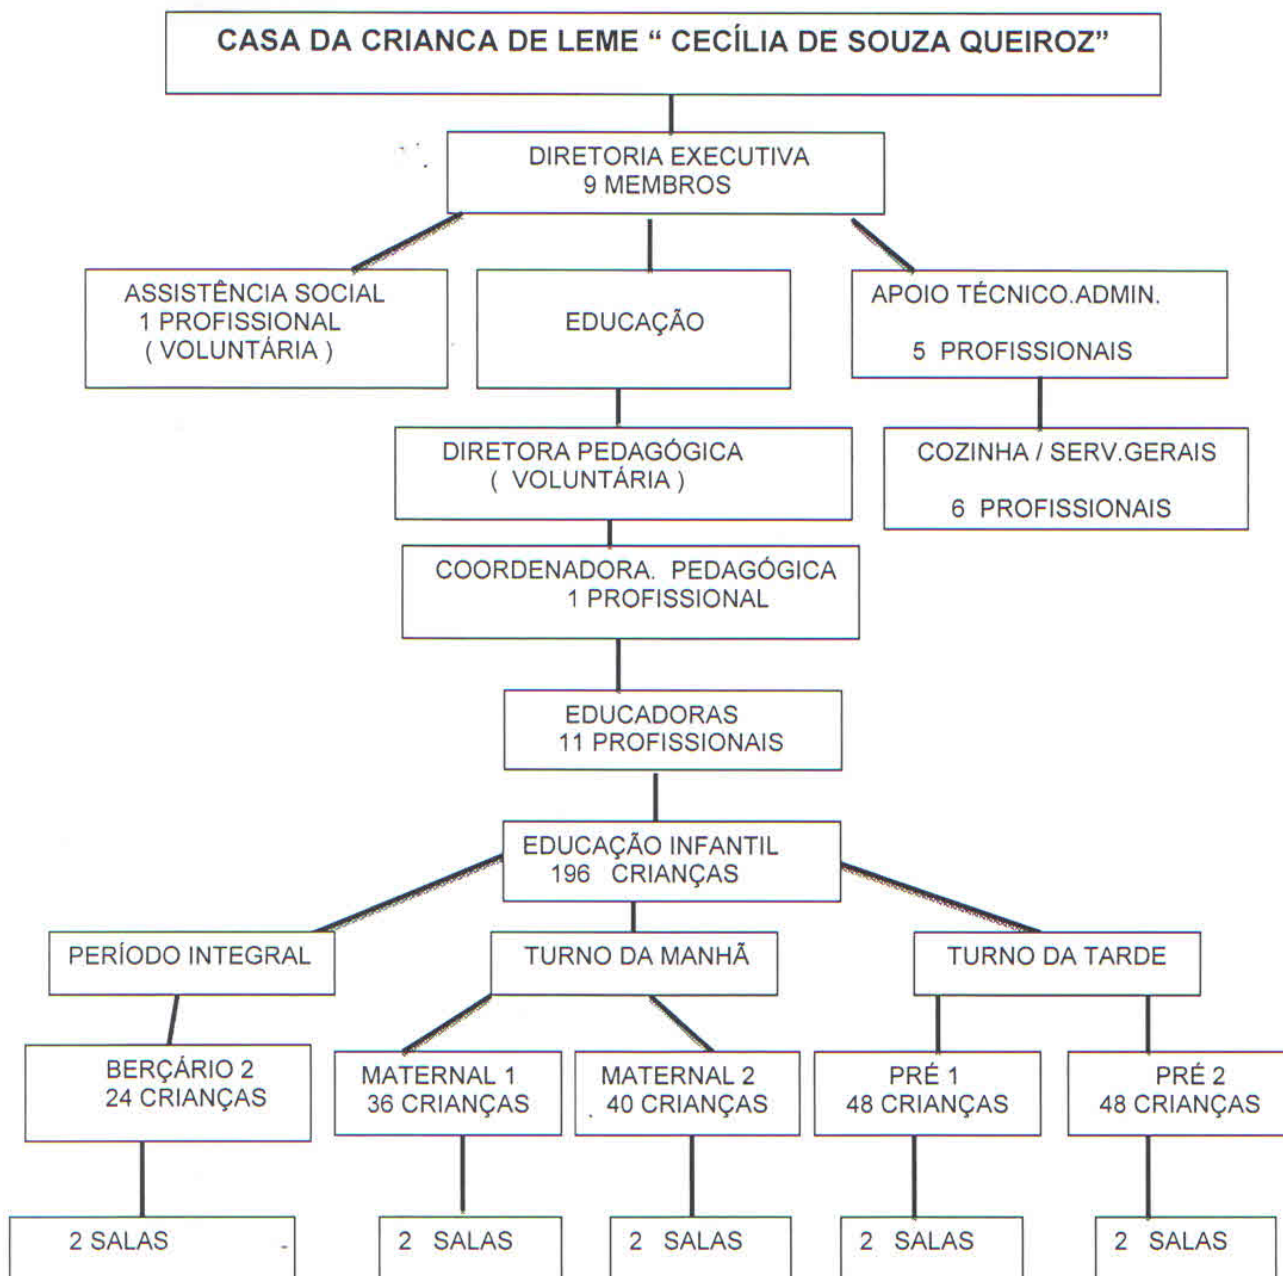 CASA DA CRIANCA DE LEME “ CECÍLIA DE SOUZA QUEIROZ”
DIRETORIA EXECUTIVA
9 MEMBROS
ASSISTÊNCIA SOCIAL
1 PROFISSIONAL
( VOLUNTÁRIA )
EDUCAÇÃO
APOIO TÉCNICO.ADMIN.
5 PROFISSIONAIS
DIRETORA PEDAGÓGICA
( VOLUNTÁRIA )
COZINHA / SERV.GERAIS
6 PROFISSIONAIS
COORDENADORA. PEDAGÓGICA
1 PROFISSIONAL
EDUCADORAS
11 PROFISSIONAIS
EDUCAÇÃO INFANTIL
196 CRIANÇAS
PERÍODO INTEGRAL
TURNO DA MANHÃ
TURNO DA TARDE
BERÇÁRIO 2
24 CRIANÇAS
MATERNAL 1
36 CRIANÇAS
MATERNAL 2
40 CRIANÇAS
PRÉ 1
48 CRIANÇAS
PRÉ 2
48 CRIANÇAS
2 SALAS
2 SALAS
2 SALAS
2 SALAS
2 SALAS